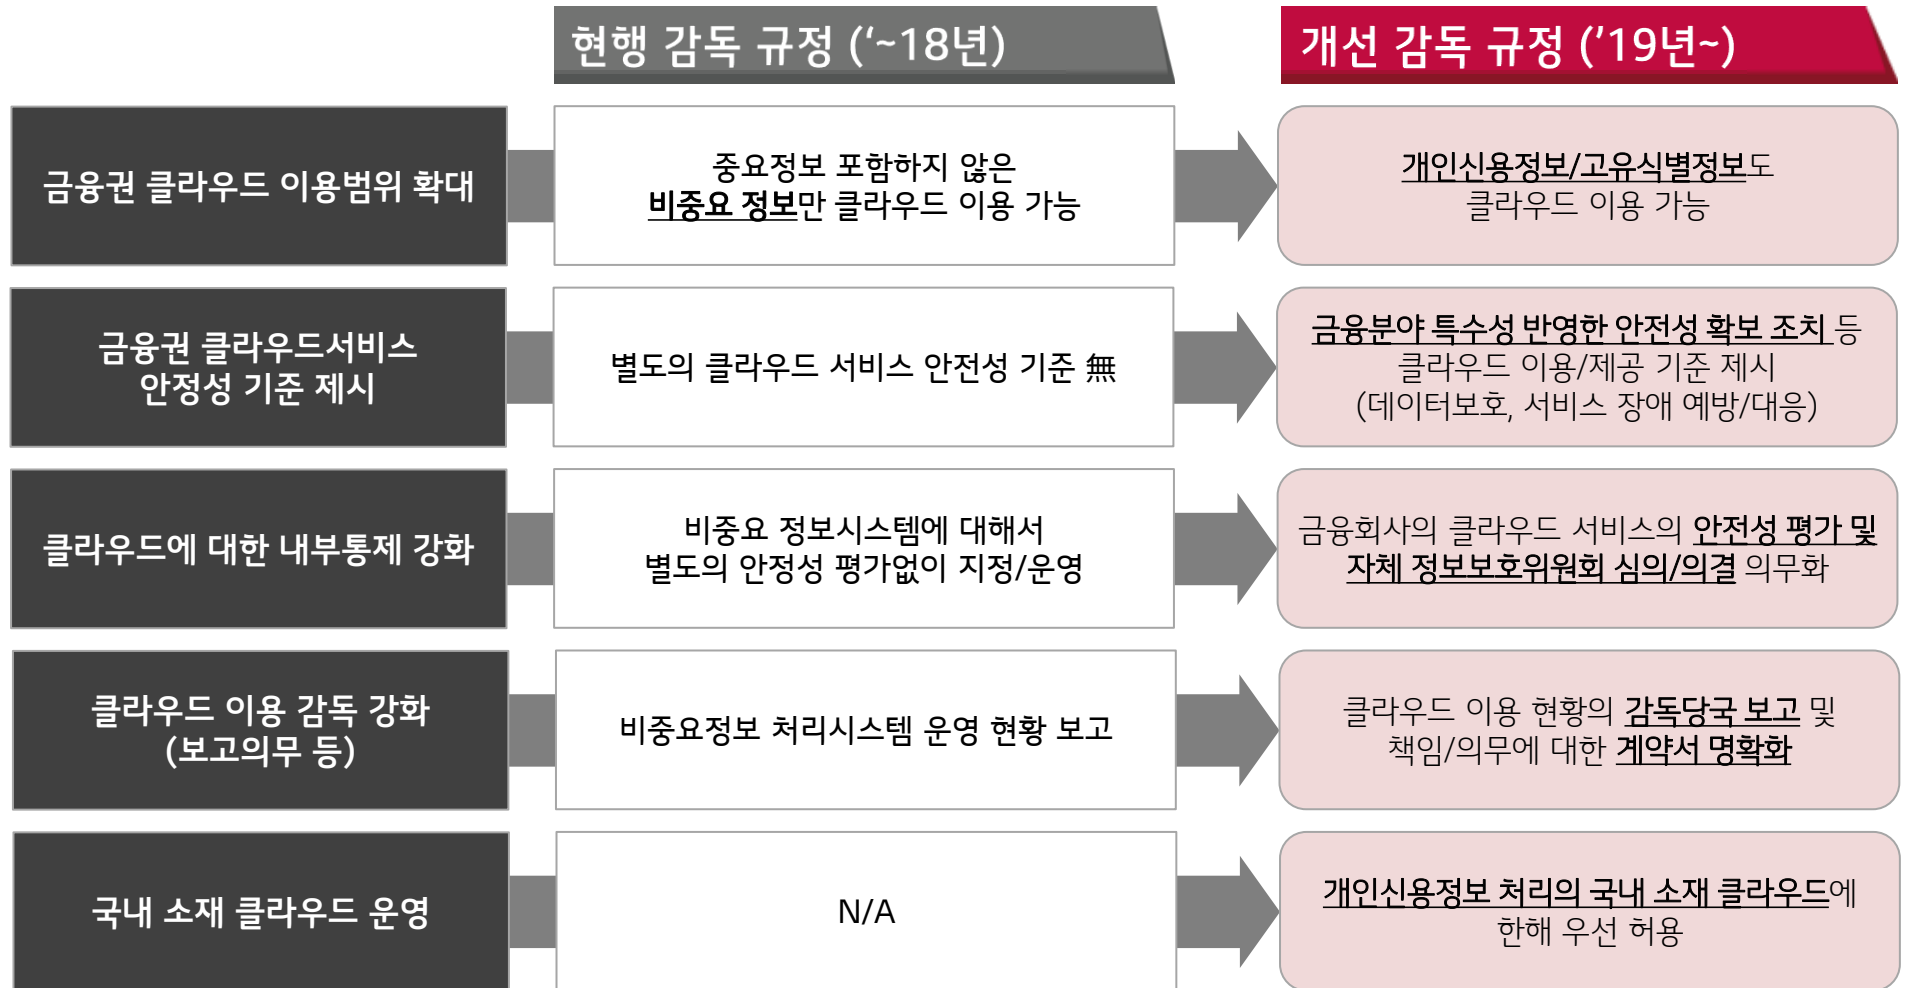 현행 감독 규정 (‘~18년)
개선 감독 규정 (’19년~)
금융권 클라우드 이용범위 확대
중요정보 포함하지 않은
비중요 정보만 클라우드 이용 가능
개인신용정보/고유식별정보도
클라우드 이용 가능
금융권 클라우드서비스
안정성 기준 제시
별도의 클라우드 서비스 안전성 기준 無
금융분야 특수성 반영한 안전성 확보 조치 등
클라우드 이용/제공 기준 제시
(데이터보호, 서비스 장애 예방/대응)
클라우드에 대한 내부통제 강화
비중요 정보시스템에 대해서
별도의 안정성 평가없이 지정/운영
금융회사의 클라우드 서비스의 안전성 평가 및
자체 정보보호위원회 심의/의결 의무화
클라우드 이용 감독 강화
(보고의무 등)
비중요정보 처리시스템 운영 현황 보고
클라우드 이용 현황의 감독당국 보고 및
책임/의무에 대한 계약서 명확화
국내 소재 클라우드 운영
N/A
개인신용정보 처리의 국내 소재 클라우드에
한해 우선 허용